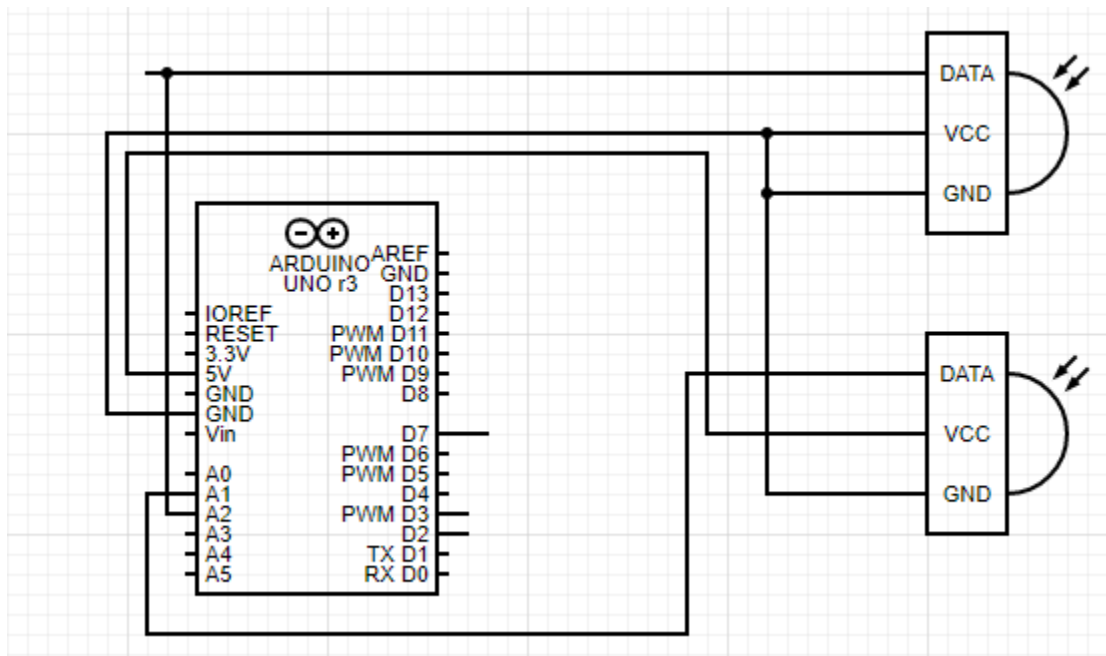 DATA
VCC
GND
ARDUINO
UNO r3
IOREF
RESET
3.3V
5V
GND
GND
Vin
A0
A1
A2
A3
A4
A5
AREF
GND
D13
D12
PWM D11
PWM D10
PWM D9
D8
D7
PWM D6
PWM D5
D4
PWM D3
D2
TX D1
RX D0
DATA
VCC
GND